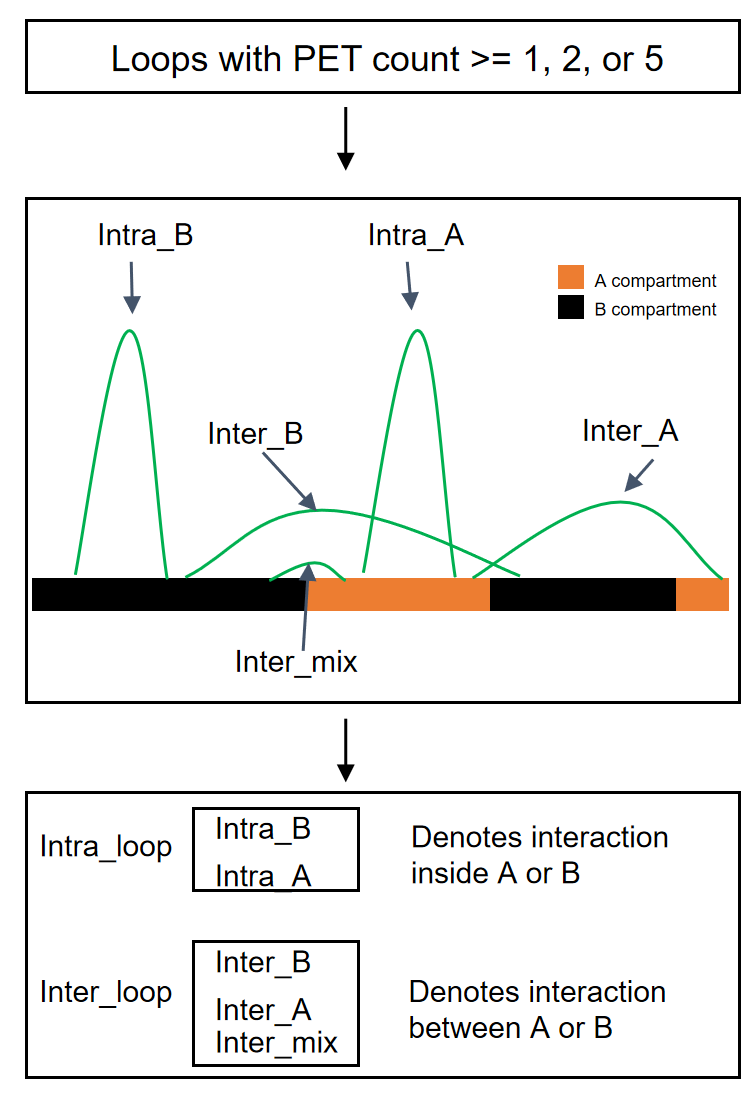 Loops with PET count >= 1, 2, or 5
Intra_B
Intra_A
A compartment
B compartment
Inter_B
Inter_A
Inter_mix
Intra_loop
Intra_B
Intra_A
Denotes interaction
inside A or B
Inter_loop
Inter_B
Inter_A
Inter_mix
Denotes interaction
between A or B